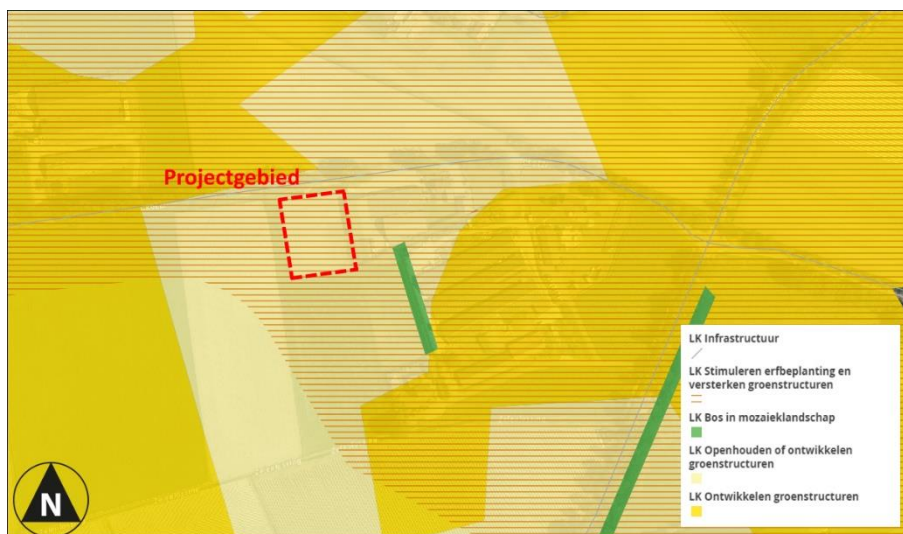 Projectgebied
LK Infrastructuur
LK Stimuleren erfbeplanting en
versterken groenstructuren
LK Bos in mozaieklandschap
LK Openhouden of ontwikkelen
groenstructuren
LK Ontwikkelen groenstructuren
N